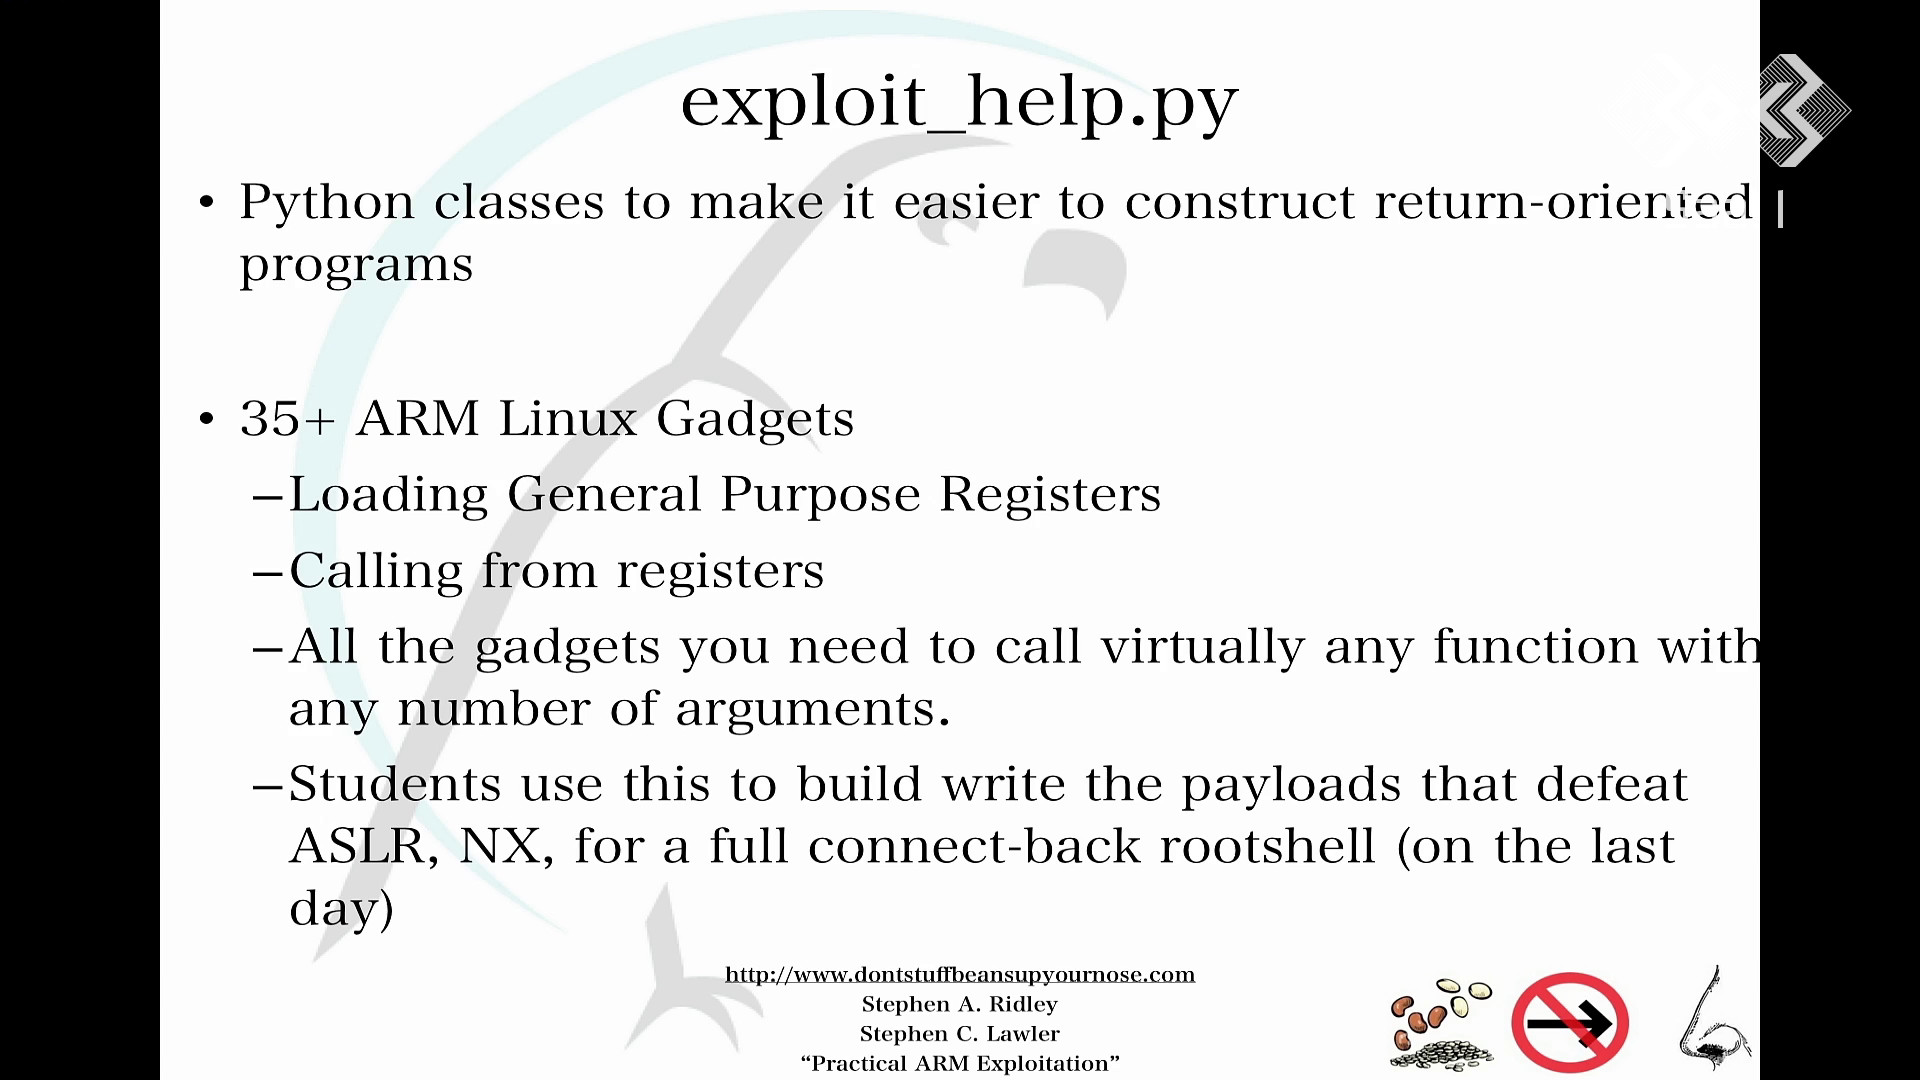 exploit_help.py
• Python classes to make it easier to construct return-oriented
programs
• 35+ ARM Linux Gadgets
–Loading General Purpose Registers
–Calling from registers
–All the gadgets you need to call virtually any function with
any number of arguments.
–Students use this to build write the payloads that defeat
ASLR, NX, for a full connect-back rootshell (on the last
day)
http://www.dontstuffbeansupyournose.com
Stephen A. Ridley
Stephen C. Lawler
“Practical ARM Exploitation”